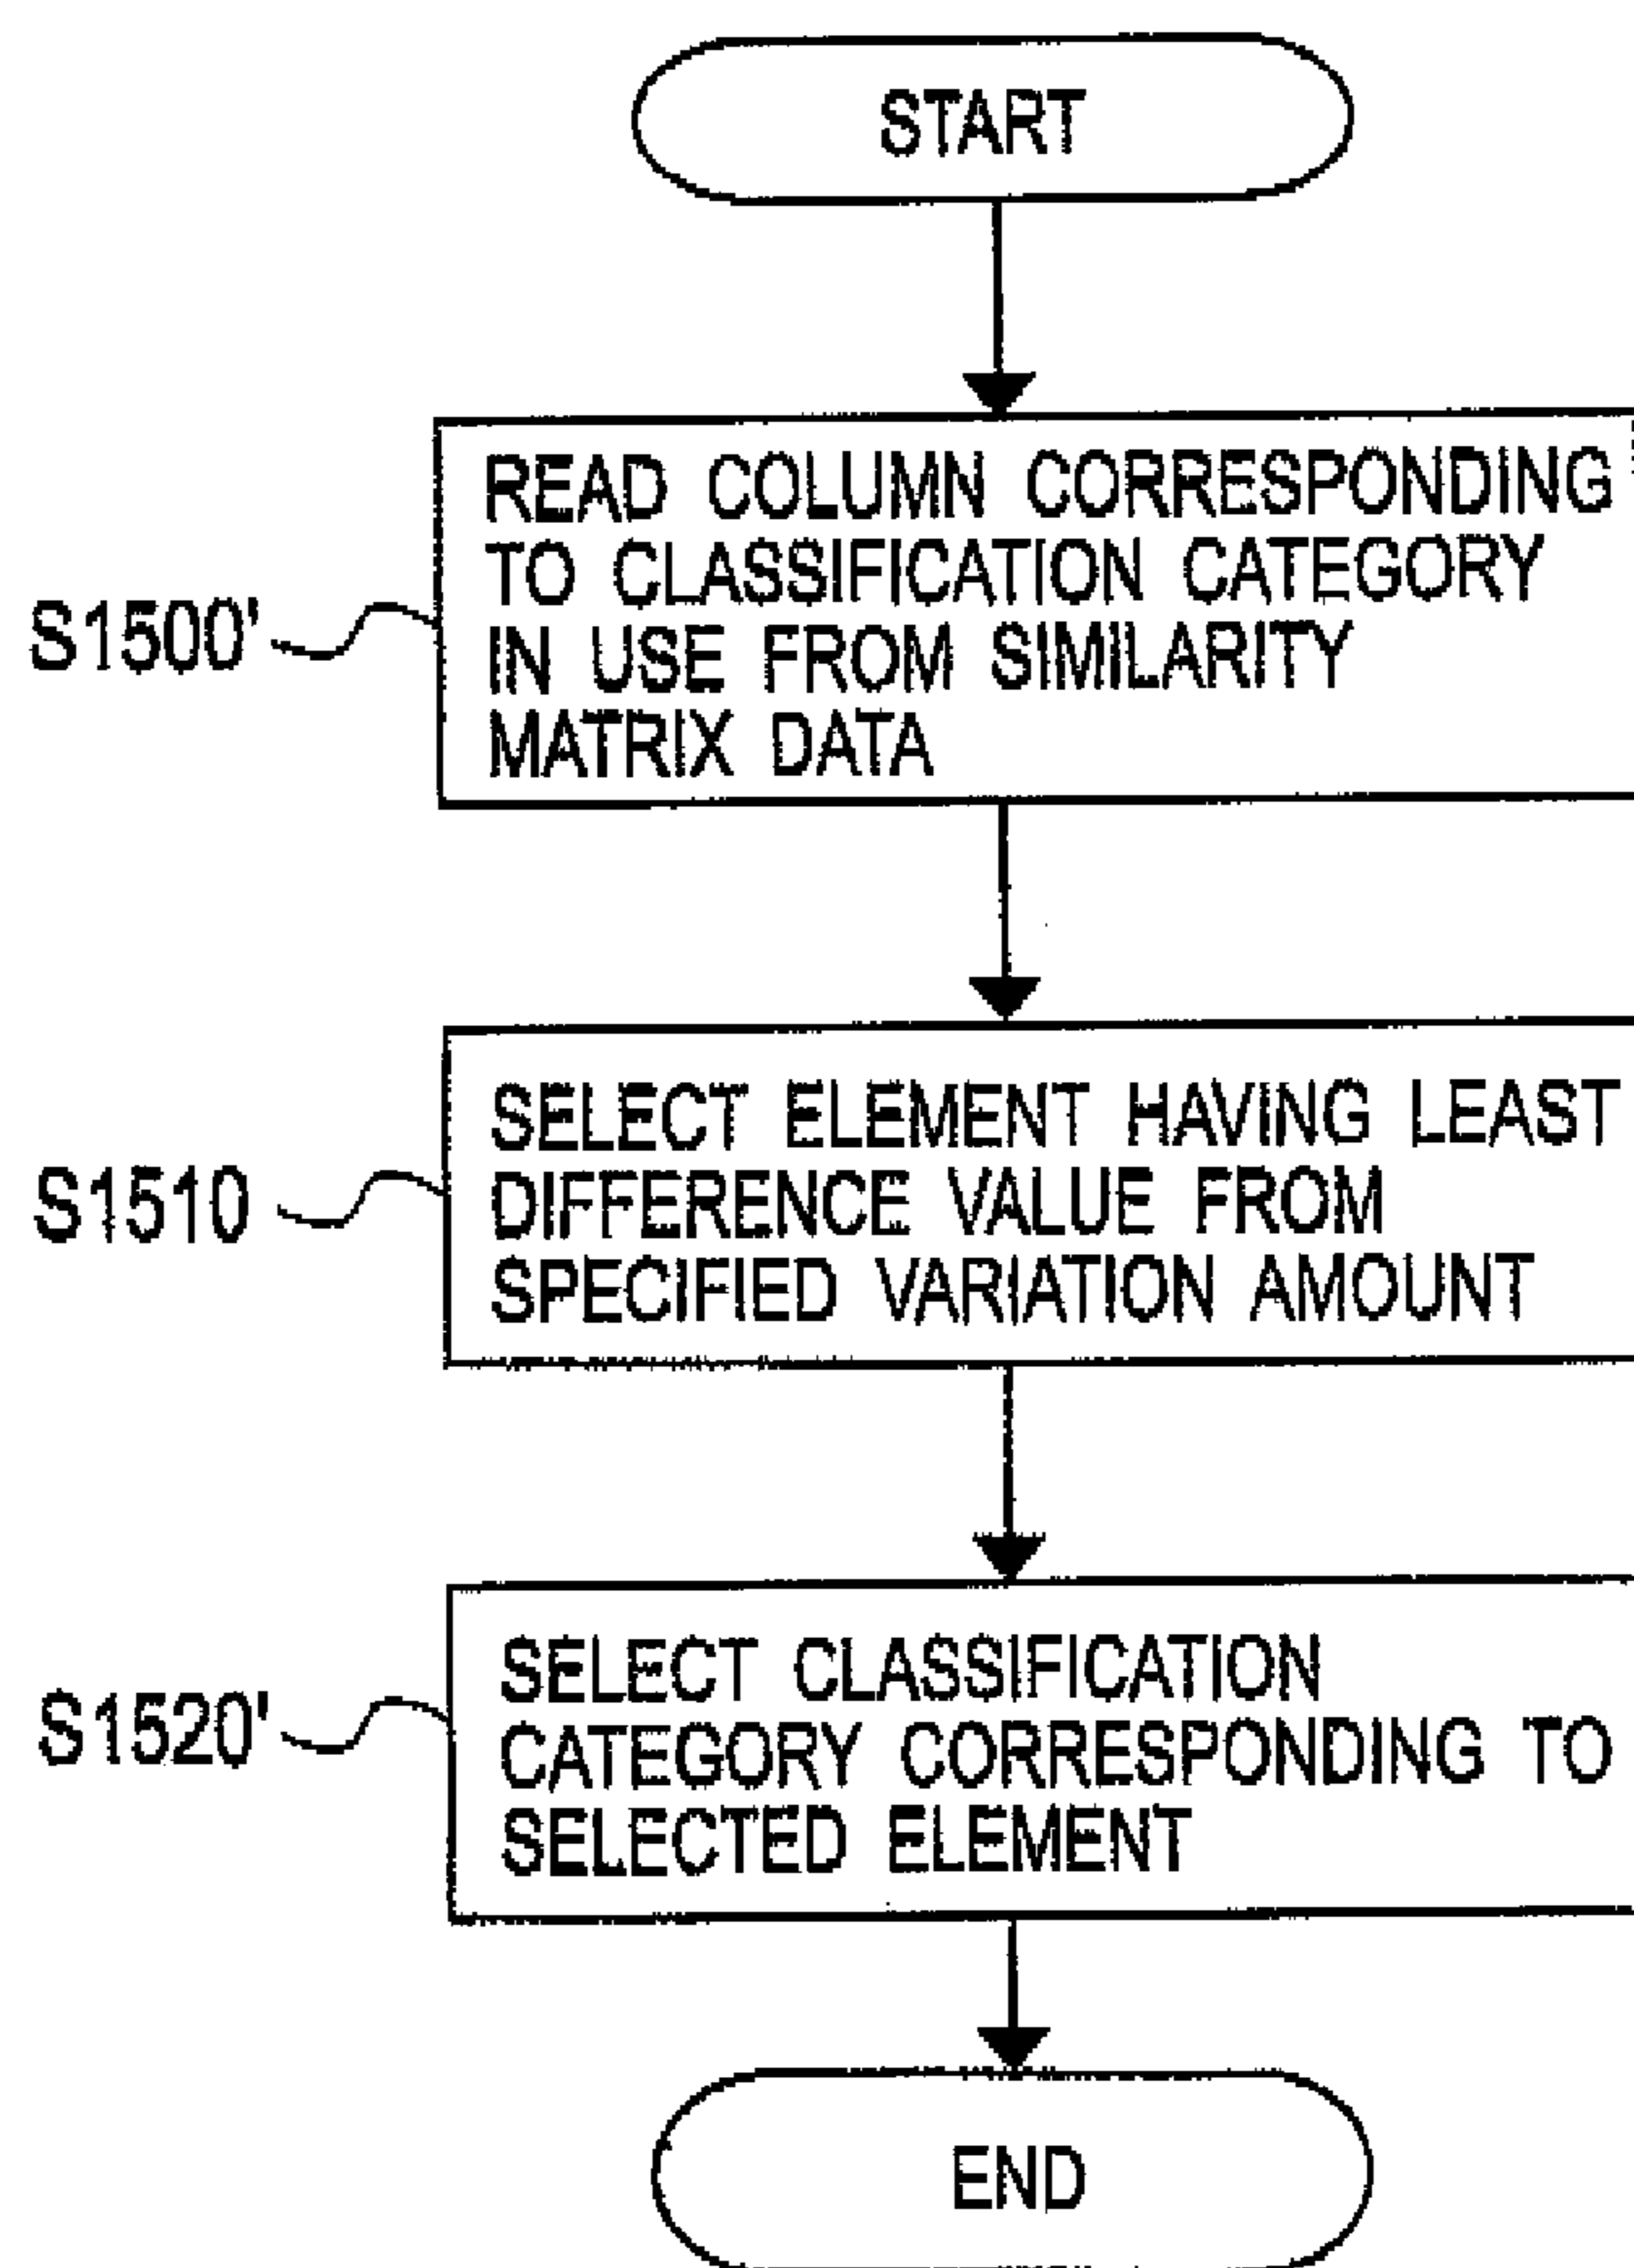 START
S1500'
READ COLUMN CORRESPONDING
TO CLASSIFICATION CATEGORY
IN USE FROM SIMILARITY
MATRIX DATA
S1510
SELECT ELEMENT HAVING LEAST
DIFFERENCE VALUE FROM
SPECIFIED VARIATION AMOUNT
S1520'
SELECT CLASSIFICATION
CATEGORY CORRESPONDING TO
SELECTED ELEMENT
END